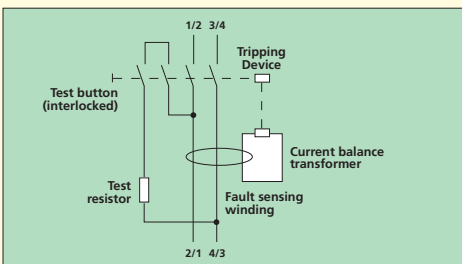 1/2 3/4
Tripping
Device
Test button
(interlocked)
Current balance
transformer
Test
resistor
Fault sensing
winding
2/1 4/3